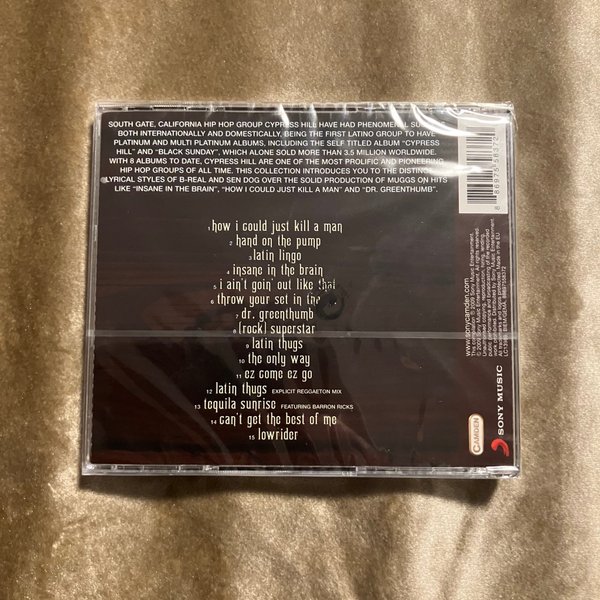 SOUTH GATE, CALIFORNIA HIP HOP GROUP CYPRESS HILL HAVE HAD PHENOMENAL
BOTH INTERNATIONALLY AND DOMESTICALLY, BEING THE FIRST LATINO GROUP TO HAVE
PLATINUM AND MULTI PLATINUM ALBUMS, INCLUDING THE SELF TITLED ALBUM "CYPRESS
HILL" AND "BLACK SUNDAY", WHICH ALONE SOLD MORE THAN 3.5 MILLION WORLDWIDE.
WITH 8 ALBUMS TO DATE, CYPRESS HILL ARE ONE OF THE MOST PROLIFIC AND PIONEERING
HIP HOP GROUPS OF ALL TIME. THIS COLLECTION INTRODUCES YOU TO THE
LYRICAL STYLES OF B-REAL AND SEN DOG OVER THE SOLID PRODUCTION OF MUGGS ON HITS
LIKE "INSANE IN THE BRAIN", "HOW I COULD JUST KILL A MAN" AND "DR. GREENTHUMB".
1 how i could just kill a man
2 hand on the pump
3 latin lingo
4 insane in the brain
5 i ain't goin' out like that
6 throw your set in the
7 dr. greenthumb
8 (rock) superstar
9 latin thugs
10 the only way
11 ez come ez go
12 latin thugs EXPLICIT REGGAETON MIX
13 tequila sunrise FEATURING BARRON RICKS
14 can't get the best of me
15 lowrider
8 86975 58372
www.sonycamden.com
CAMDEN
SONY MUSIC